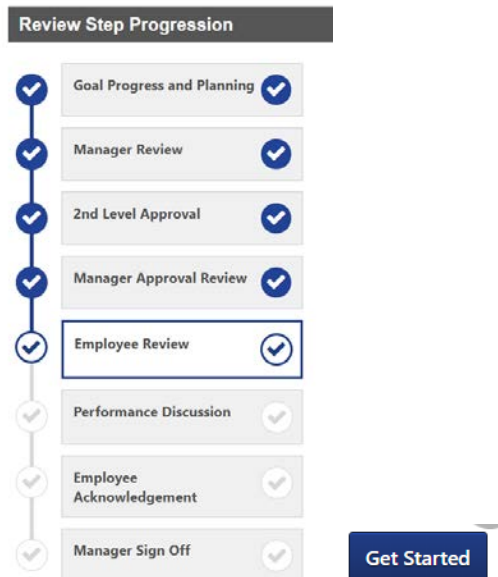 Review Step Progression
Goal Progress and Planning
Manager Review
2nd Level Approval
Manager Approval Review
Employee Review
Performance Discussion
Employee
Acknowledgement
Manager Sign Off
Get Started